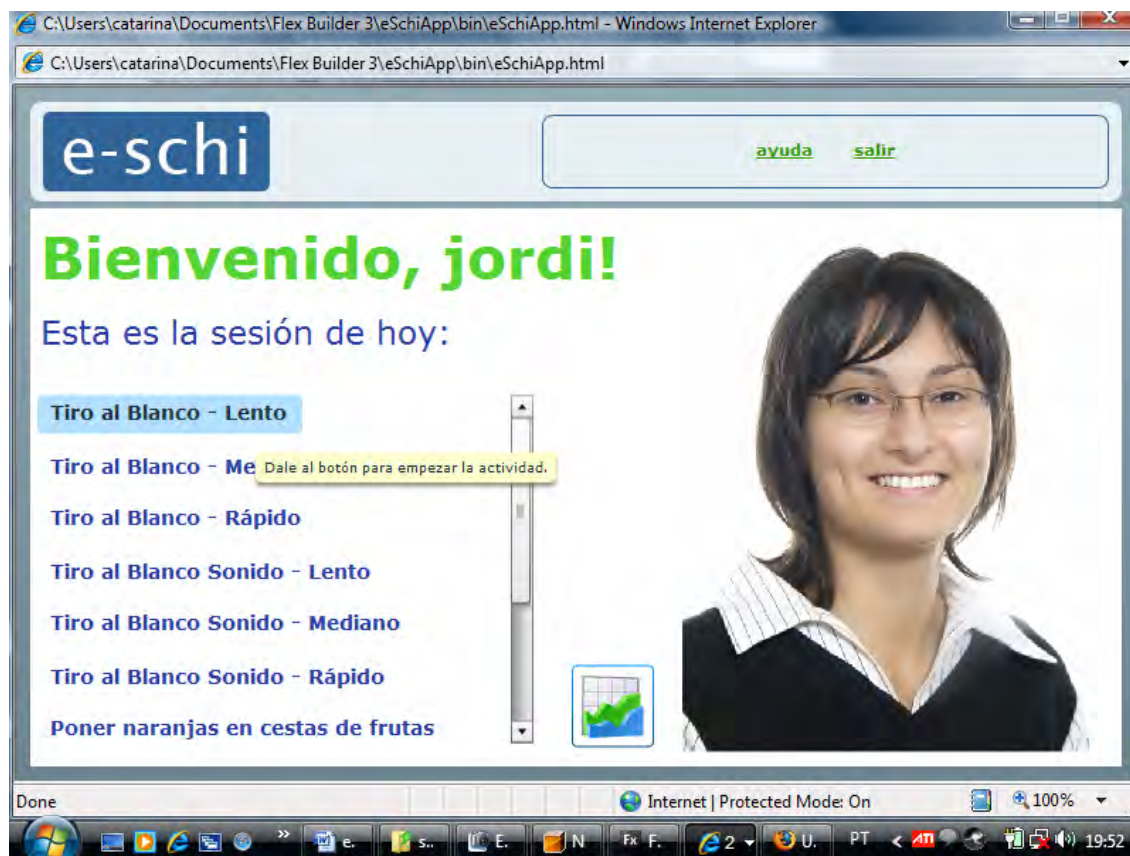 C:\Users\catarina\Documents\Flex Builder 3\eSchiApp\bin\eSchiApp.html - Windows Internet Explorer
C:\Users\catarina\Documents\Flex Builder 3\eSchiApp\bin\eSchiApp.html
e-schi
ayuda salir
Bienvenido, jordi!
Esta es la sesión de hoy:
Tiro al Blanco - Lento
Tiro al Blanco - Me
Dale al botón para empezar la actividad.
Tiro al Blanco - Rápido
Tiro al Blanco Sonido - Lento
Tiro al Blanco Sonido - Mediano
Tiro al Blanco Sonido - Rápido
Poner naranjas en cestas de frutas
Done Internet | Protected Mode: On 100%
» e. s.. E. N Fx F. 2 U. PT < ATI 19:52